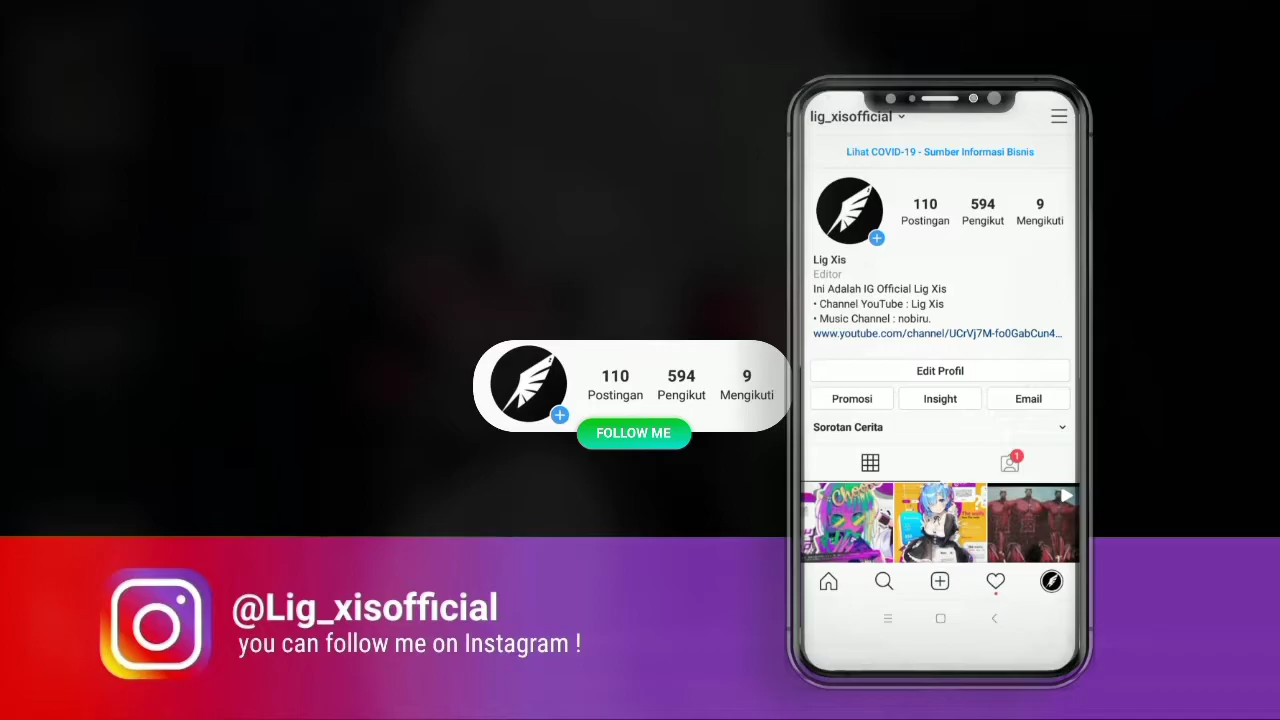 lig_xisofficial
Lihat COVID-19 - Sumber Informasi Bisnis
110 594 9
Postingan Pengikut Mengikuti
Lig Xis
Editor
Ini Adalah IG Official Lig Xis
• Channel YouTube : Lig Xis
• Music Channel : nobiru.
www.youtube.com/channel/UCrVj7M-fo0GabCun4...
Edit Profil
Promosi Insight Email
Sorotan Cerita
1
110 594 9
Postingan Pengikut Mengikuti
FOLLOW ME
@Lig_xisofficial
you can follow me on Instagram !